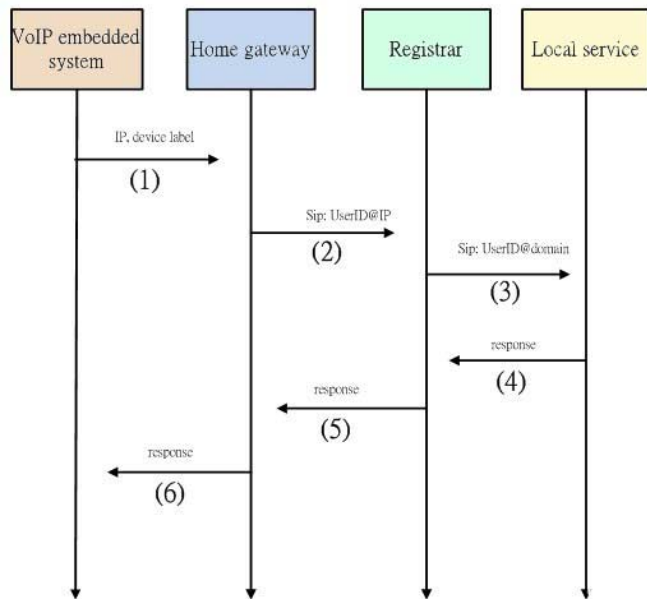 VoIP embedded
system
Home gateway
Registrar
Local service
IP, device label
(1)
Sip: UserID@IP
(2)
Sip: UserID@domain
(3)
response
(4)
response
(5)
response
(6)